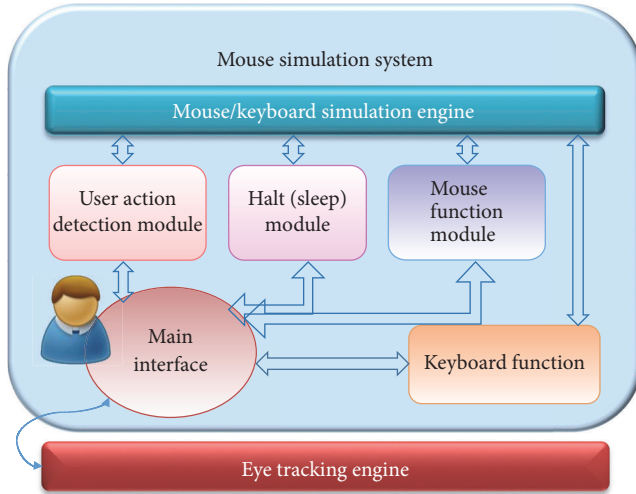 Mouse simulation system
Mouse/keyboard simulation engine
User action
detection module
Halt (sleep)
module
Mouse
function
module
Main
interface
Keyboard function
Eye tracking engine